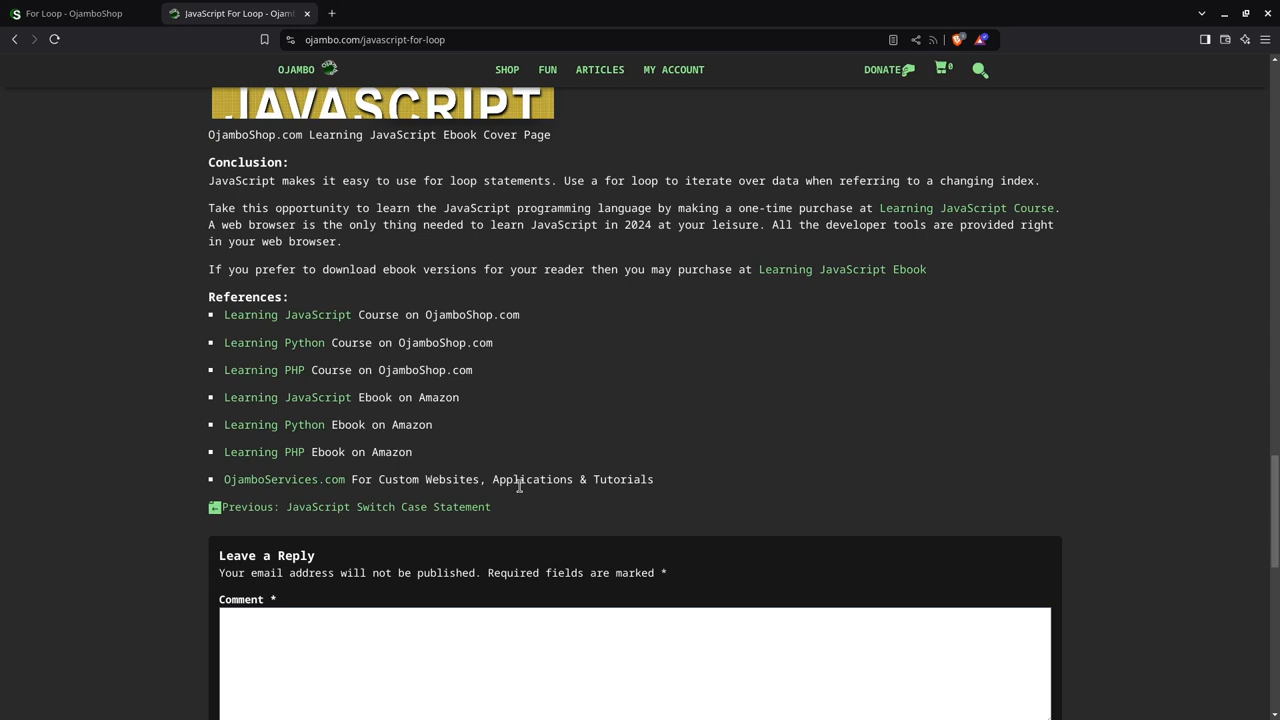 For Loop - OjamboShop
JavaScript For Loop - Ojam
ojambo.com/javascript-for-loop
OJAMBO SHOP FUN ARTICLES MY ACCOUNT DONATE 0
JAVASCRIPT
OjamboShop.com Learning JavaScript Ebook Cover Page
Conclusion:
JavaScript makes it easy to use for loop statements. Use a for loop to iterate over data when referring to a changing index.
Take this opportunity to learn the JavaScript programming language by making a one-time purchase at Learning JavaScript Course.
A web browser is the only thing needed to learn JavaScript in 2024 at your leisure. All the developer tools are provided right
in your web browser.
If you prefer to download ebook versions for your reader then you may purchase at Learning JavaScript Ebook
References:
Learning JavaScript Course on OjamboShop.com
Learning Python Course on OjamboShop.com
Learning PHP Course on OjamboShop.com
Learning JavaScript Ebook on Amazon
Learning Python Ebook on Amazon
Learning PHP Ebook on Amazon
OjamboServices.com For Custom Websites, Applications & Tutorials
Previous: JavaScript Switch Case Statement
Leave a Reply
Your email address will not be published. Required fields are marked *
Comment *